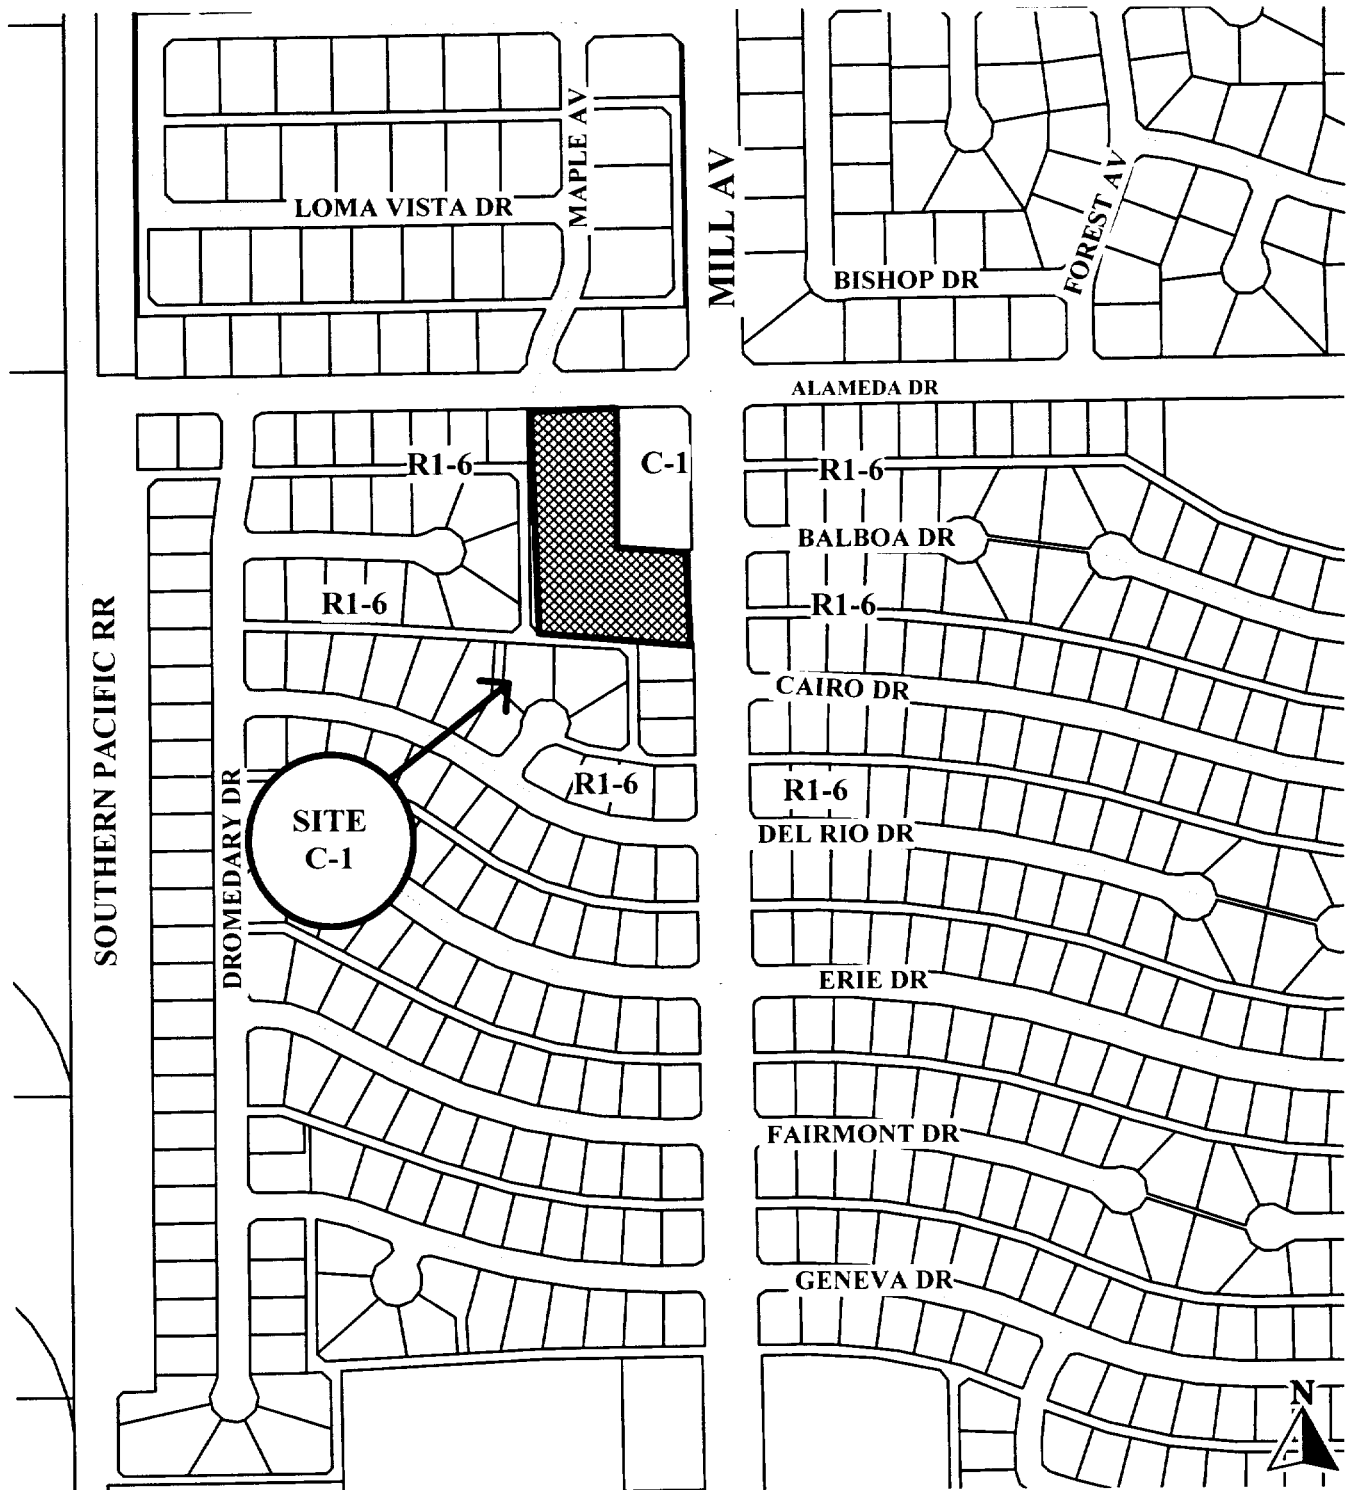 MAPLE AV
MILL AV
LOMA VISTA DR
FOREST AV
BISHOP DR
ALAMEDA DR
R1-6
C-1
R1-6
BALBOA DR
R1-6
R1-6
SOUTHERN PACIFIC RR
CAIRO DR
DROMEDARY DR
R1-6
R1-6
SITE
C-1
DEL RIO DR
ERIE DR
FAIRMONT DR
GENEVA DR
N